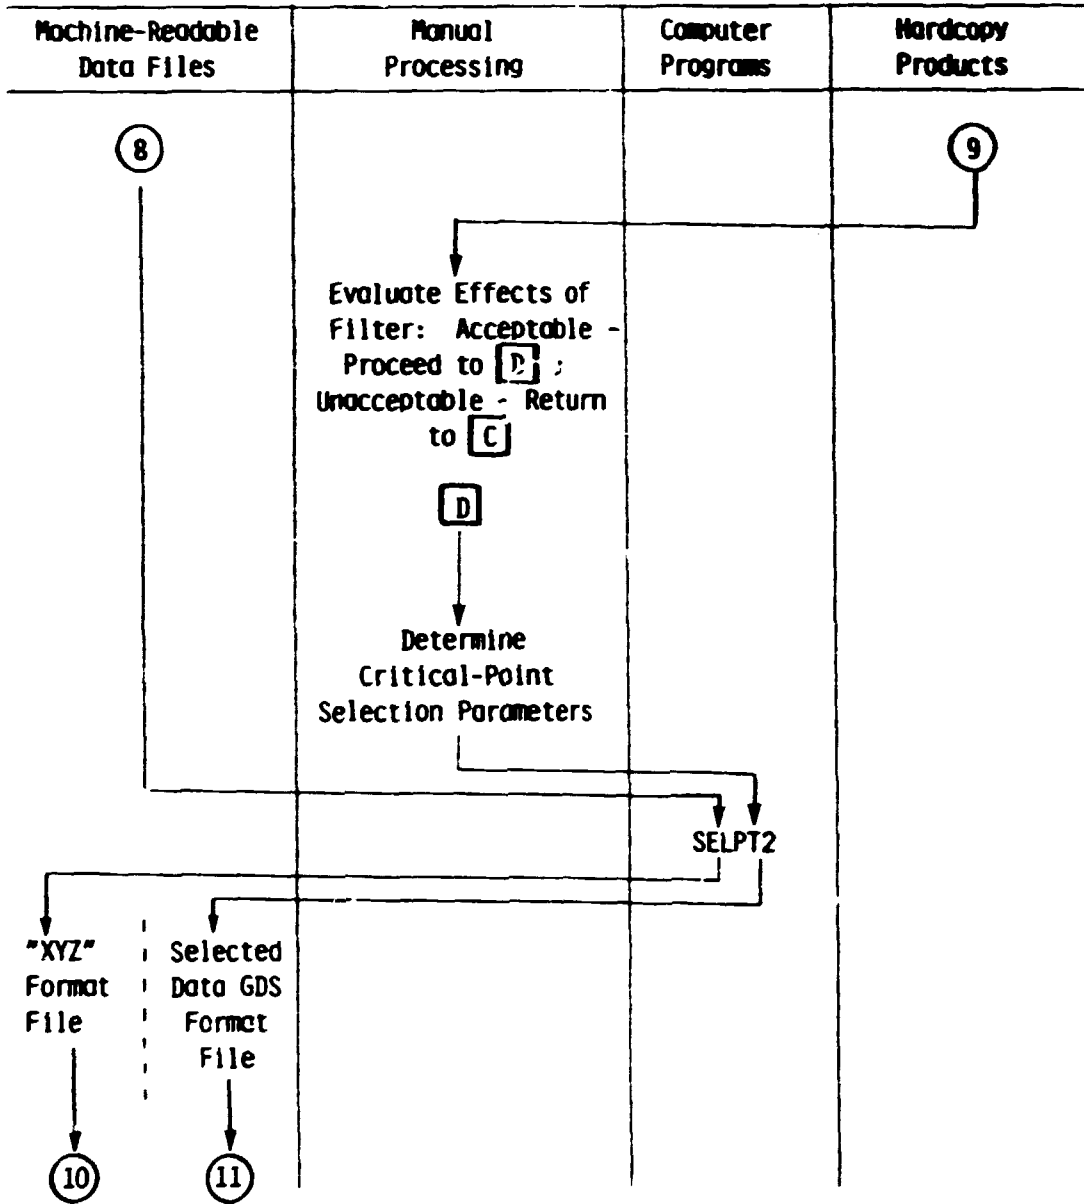 Machine-Readable
Data Files
Manual
Processing
Computer
Programs
Hardcopy
Products
8
9
Evaluate Effects of
Filter: Acceptable -
Proceed to D ;
Unacceptable - Return
to C
D
Determine
Critical-Point
Selection Parameters
SELPT2
"XYZ"
Format
File
Selected
Data GDS
Format
File
10
11